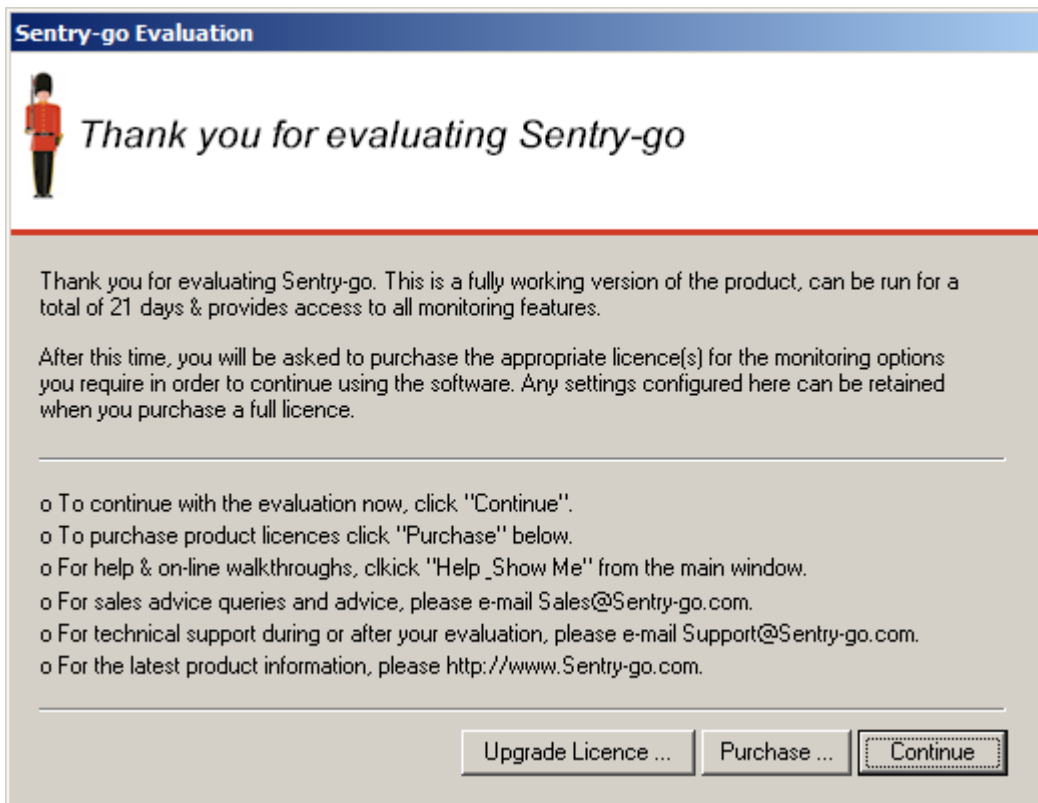 Sentry-go Evaluation
Thank you for evaluating Sentry-go
Thank you for evaluating Sentry-go. This is a fully working version of the product, can be run for a
total of 21 days & provides access to all monitoring features.
After this time, you will be asked to purchase the appropriate licence(s) for the monitoring options
you require in order to continue using the software. Any settings configured here can be retained
when you purchase a full licence.
o To continue with the evaluation now, click "Continue".
o To purchase product licences click "Purchase" below.
o For help & on-line walkthroughs, clkick "Help_Show Me" from the main window.
o For sales advice queries and advice, please e-mail Sales@Sentry-go.com.
o For technical support during or after your evaluation, please e-mail Support@Sentry-go.com.
o For the latest product information, please http://www.Sentry-go.com.
Upgrade Licence ...
Purchase ...
Continue